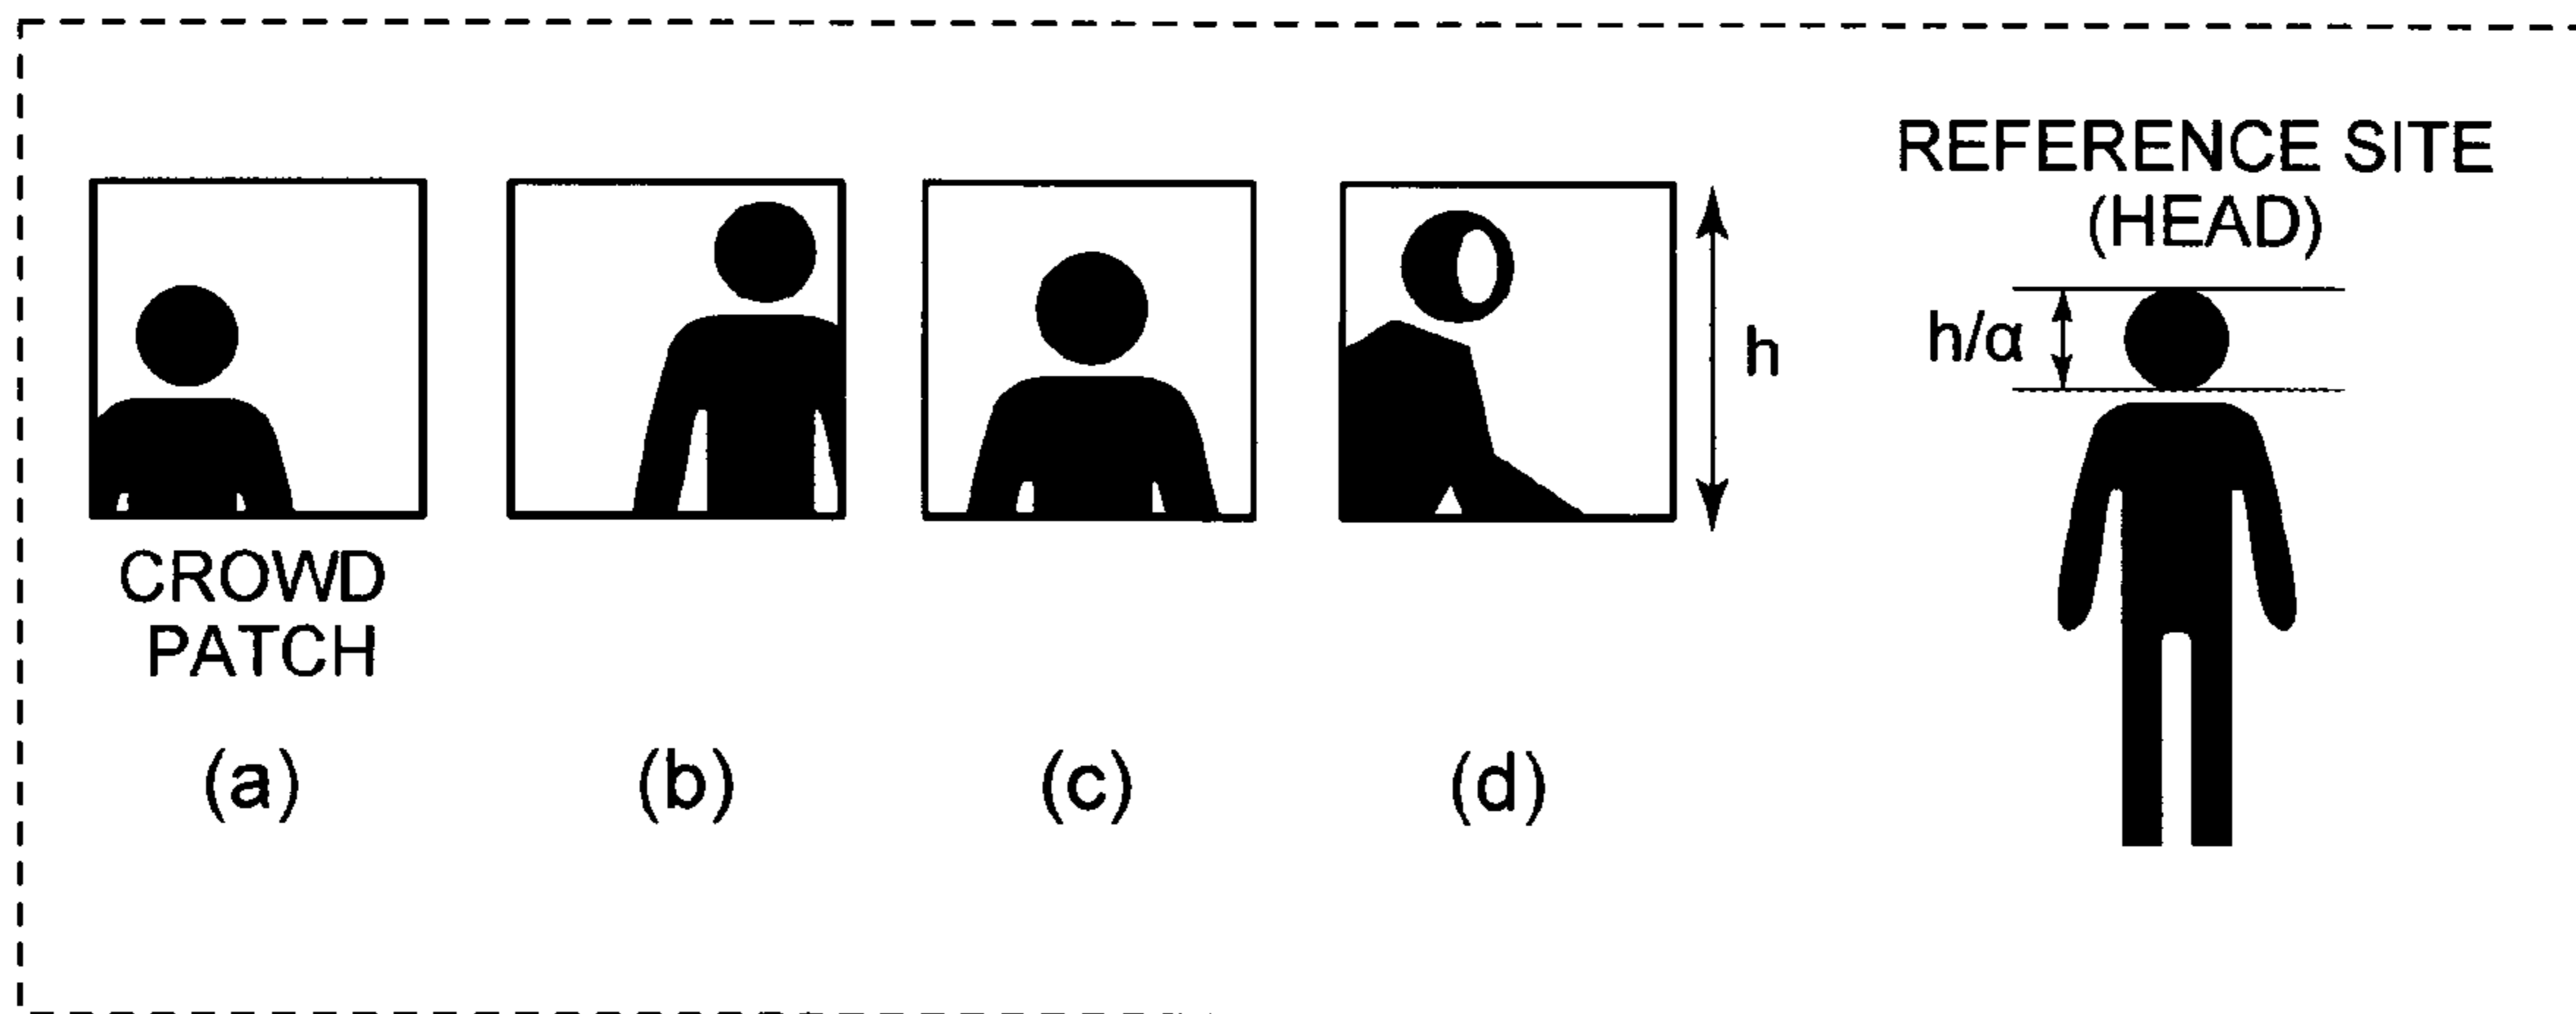 REFERENCE SITE
(HEAD)
h
h/α
CROWD
PATCH
(a)
(b)
(c)
(d)